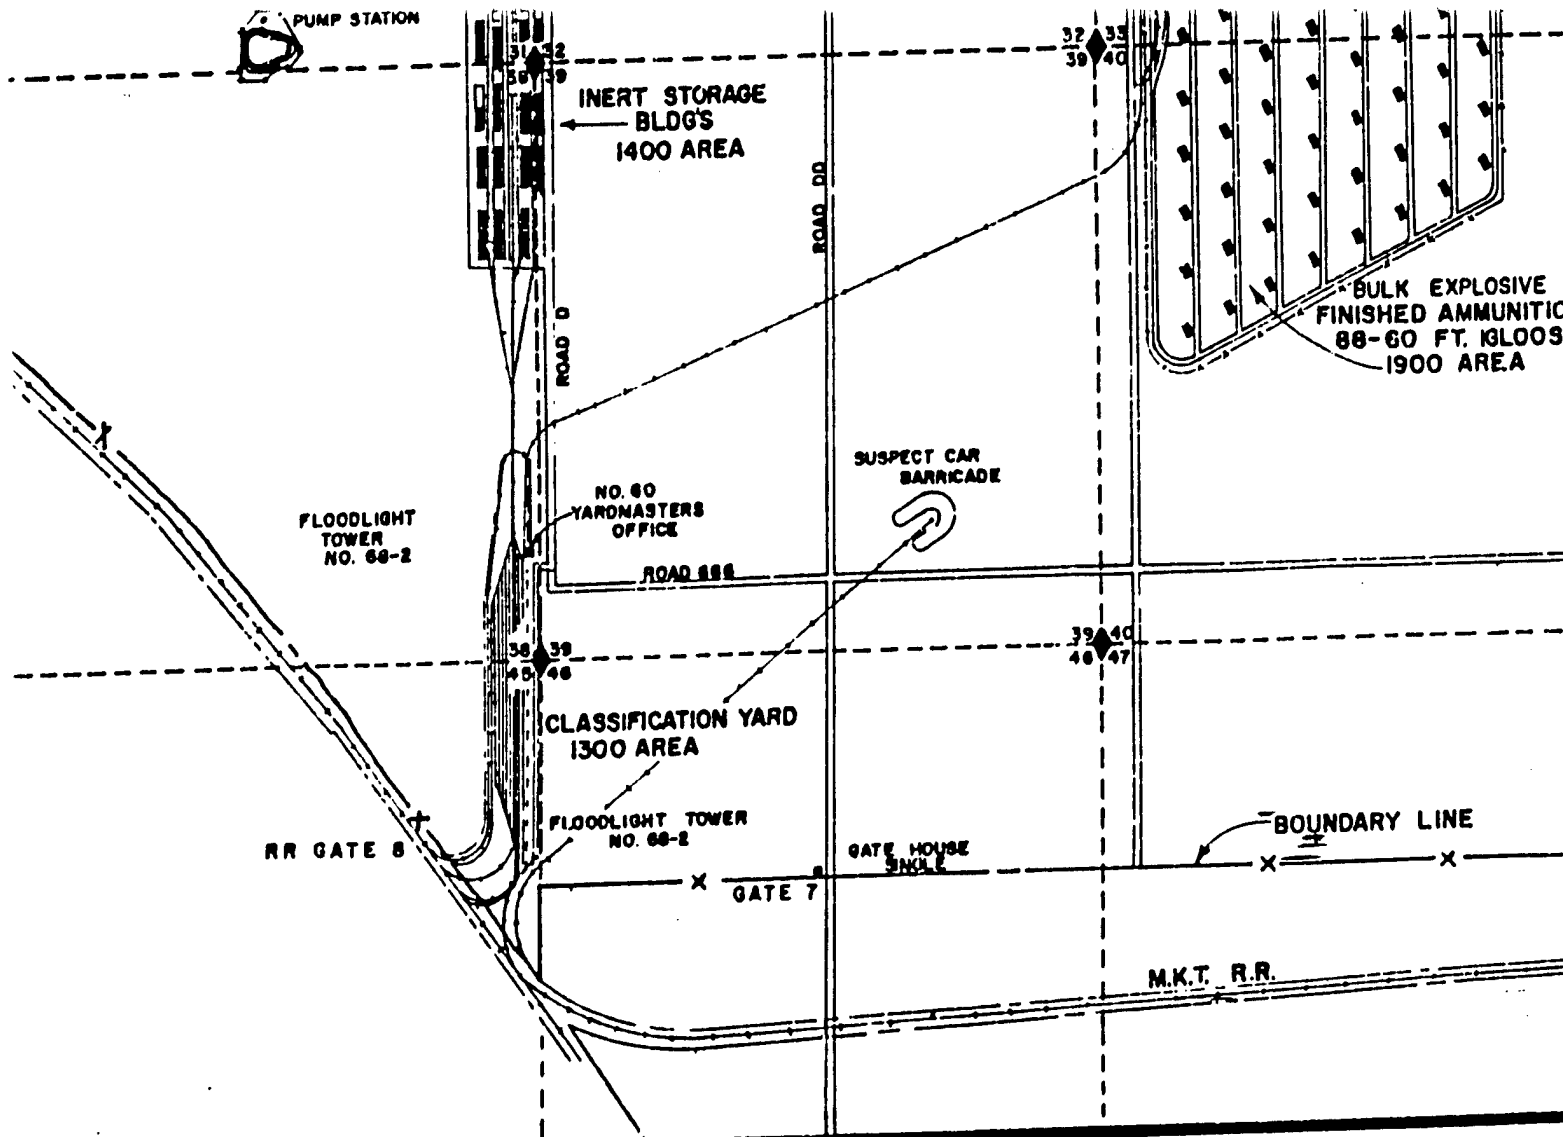 PUMP STATION
31 32
38 39
32 33
39 40
INERT STORAGE
BLDG'S
1400 AREA
ROAD DD
ROAD D
BULK EXPLOSIVE
FINISHED AMMUNITIO
88-60 FT. IGLOOS
1900 AREA
SUSPECT CAR
BARRICADE
NO. 60
YARDMASTERS
OFFICE
FLOODLIGHT
TOWER
NO. 68-2
ROAD 666
38 39
45 46
39 40
46 47
CLASSIFICATION YARD
1300 AREA
FLOODLIGHT TOWER
NO. 68-2
RR GATE 8
GATE HOUSE
SINGLE
GATE 7
BOUNDARY LINE
M.K.T. R.R.